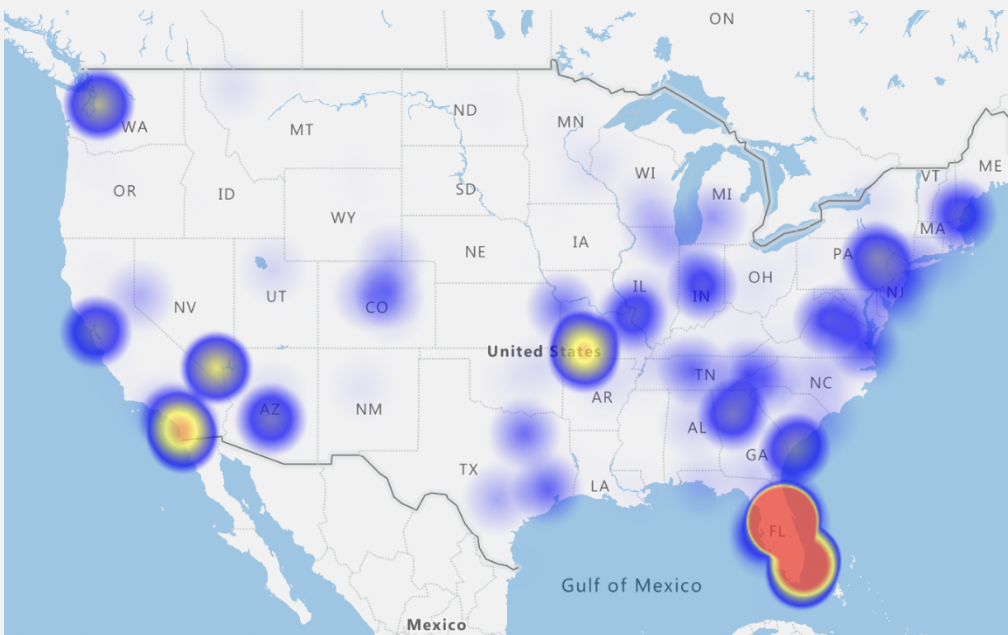 ON
WA
MT
ND
MN
ME
OR
ID
SD
WI
MI
VT
WY
MA
NE
IA
PA
NV
UT
CO
IL
IN
OH
NJ
United States
AZ
NM
AR
TN
NC
AL
GA
TX
LA
FL
Gulf of Mexico
Mexico